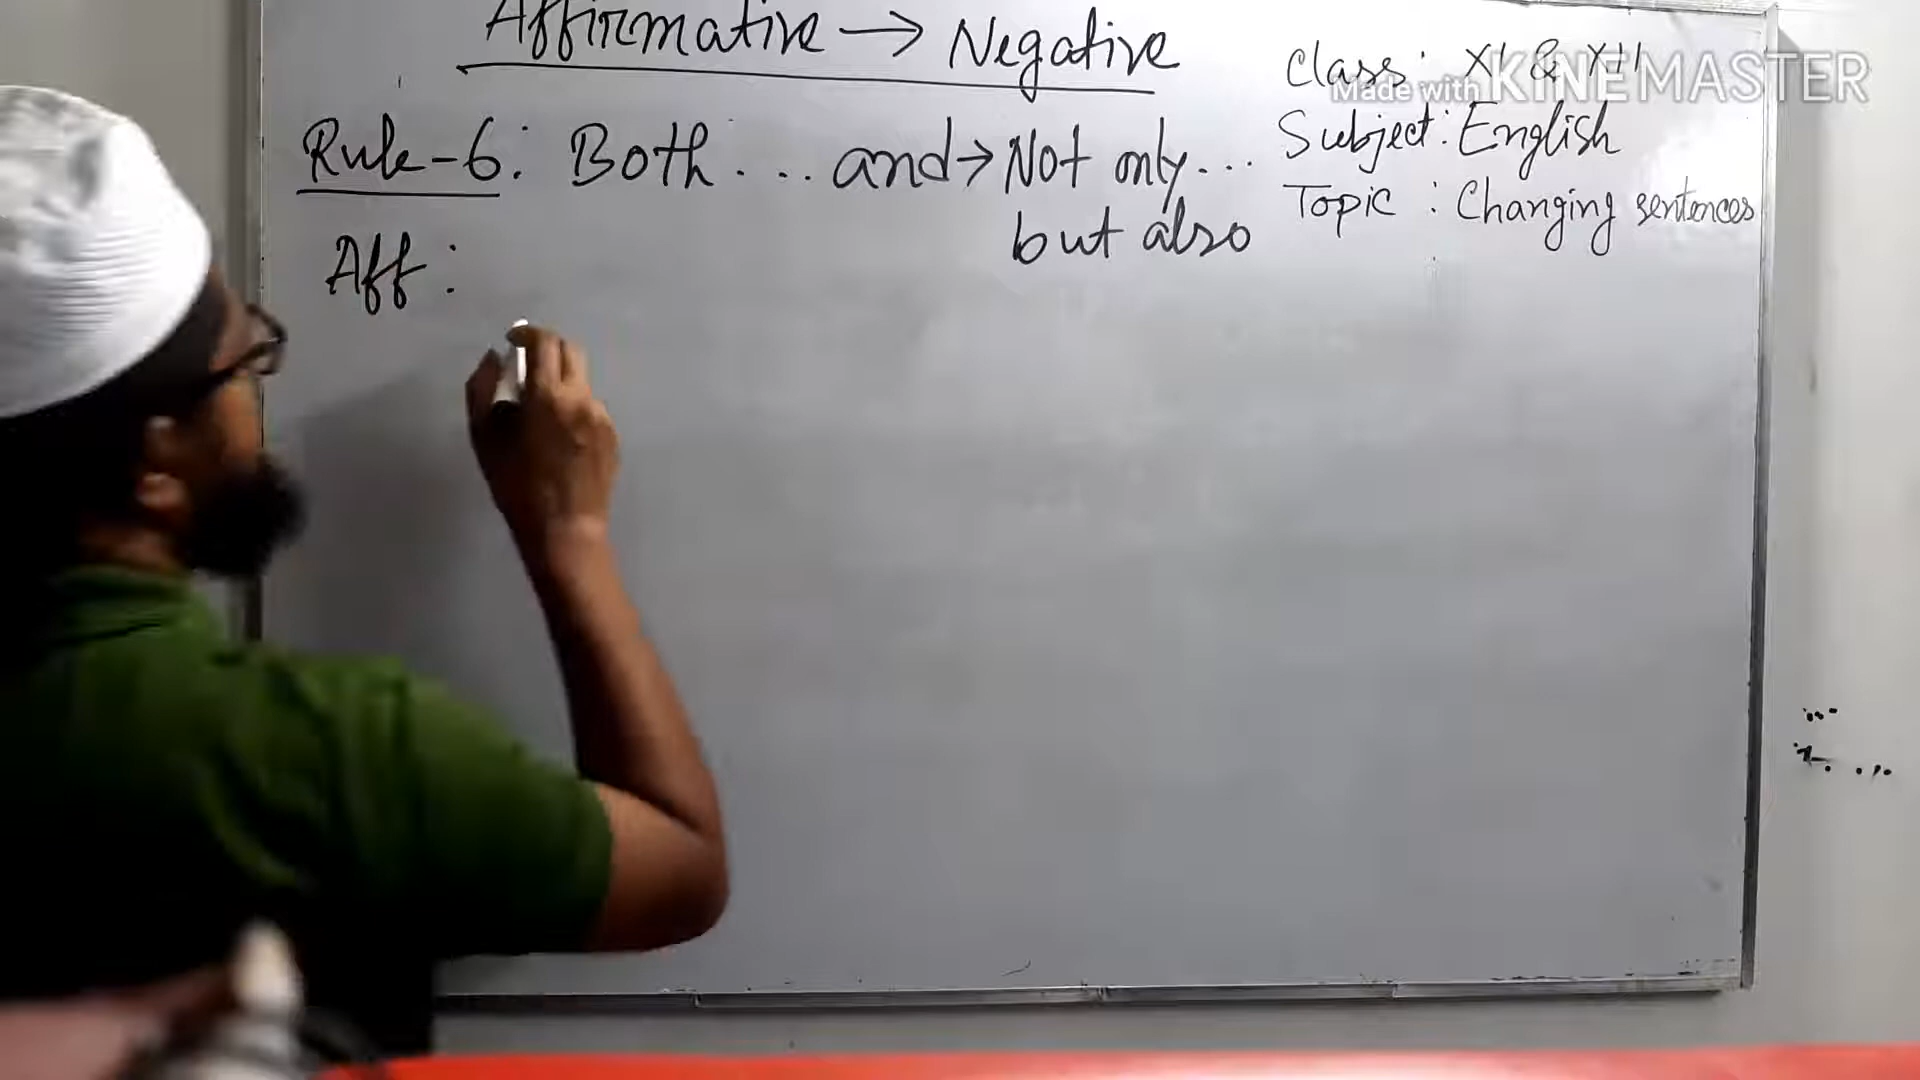 Affirmative → Negative
Rule-6: Both ... and → Not only ...
but also
Aff:
Class: XI & XII
Subject: English
Topic : Changing sentences
Made with KINEMASTER